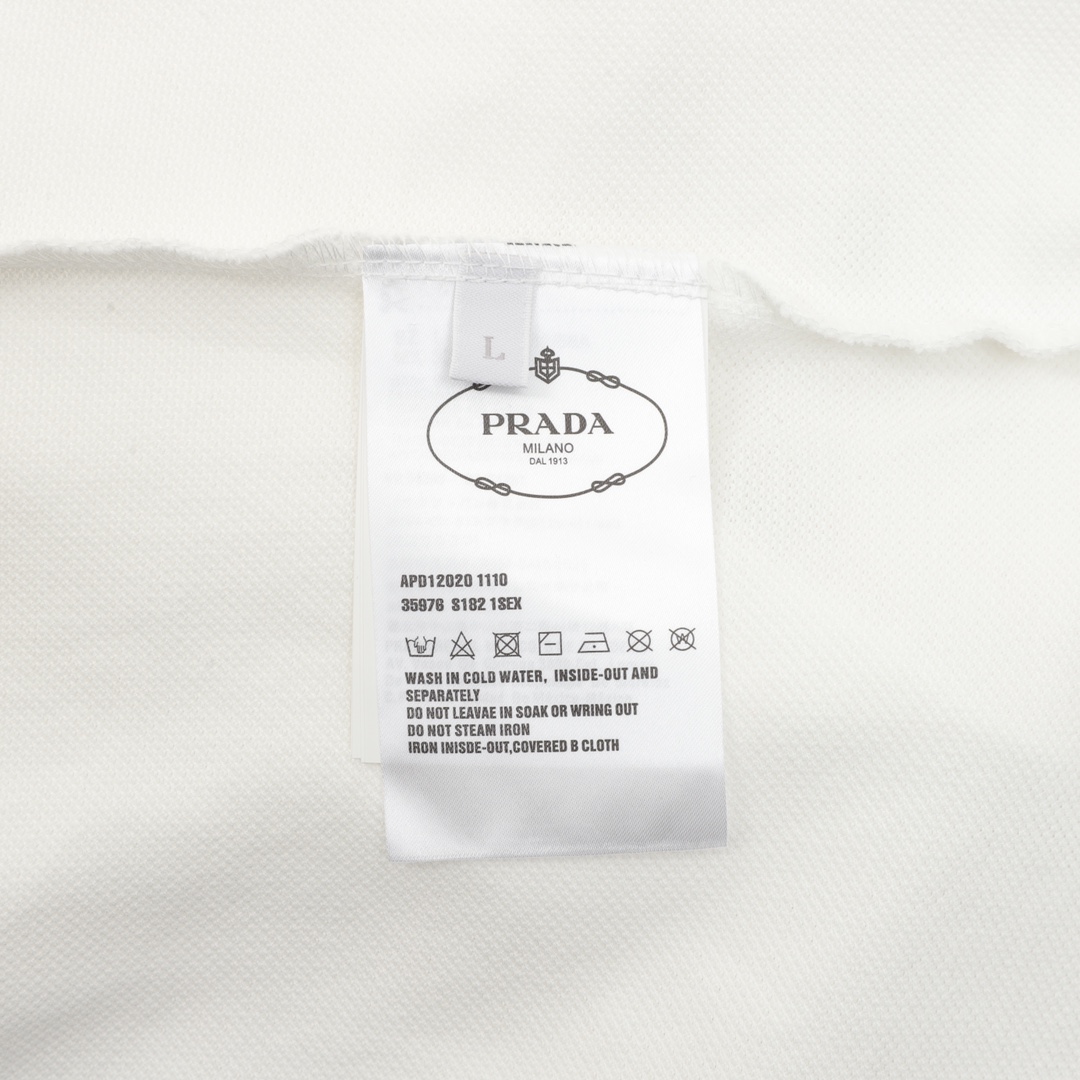 L
PRADA
MILANO
DAL 1913
APD12020 1110
35976 S182 1SEX
WASH IN COLD WATER, INSIDE-OUT AND
SEPARATELY
DO NOT LEAVAE IN SOAK OR WRING OUT
DO NOT STEAM IRON
IRON INISDE-OUT,COVERED B CLOTH